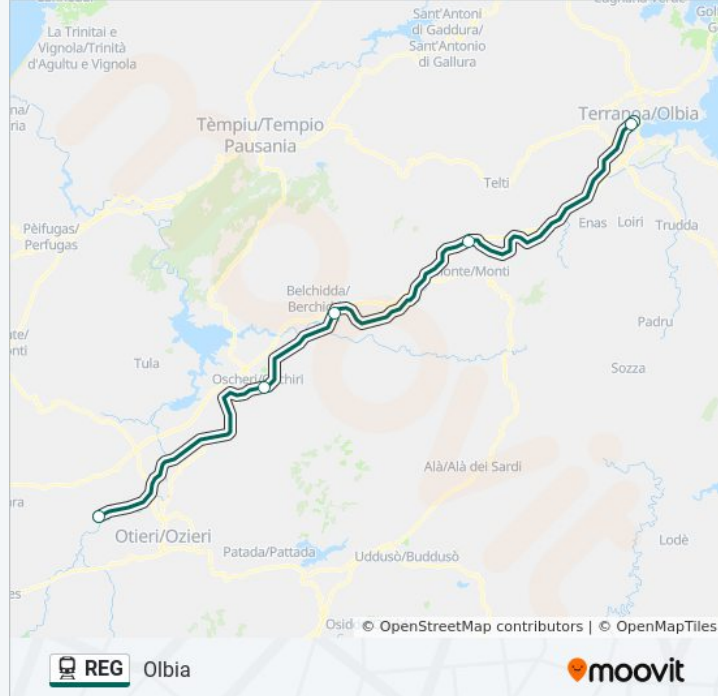 Sant'Antoni
di Gaddura/
Sant'Antonio
di Gallura
La Trinitai e
Vignola/Trinità
d'Agultu e Vignola
Terranoa/Olbia
Tèmpiu/Tempio
Pausania
Telti
Enas
Loiri
Trudda
Pèifugas/
Perfugas
Monte/Monti
Belchidda/
Padru
Tula
Sozza
Alà/Alà dei Sardi
Otieri/Ozieri
Lodè
Patada/Pattada
Uddusò/Buddusò
© OpenStreetMap contributors | © OpenMapTiles
REG Olbia
moovit